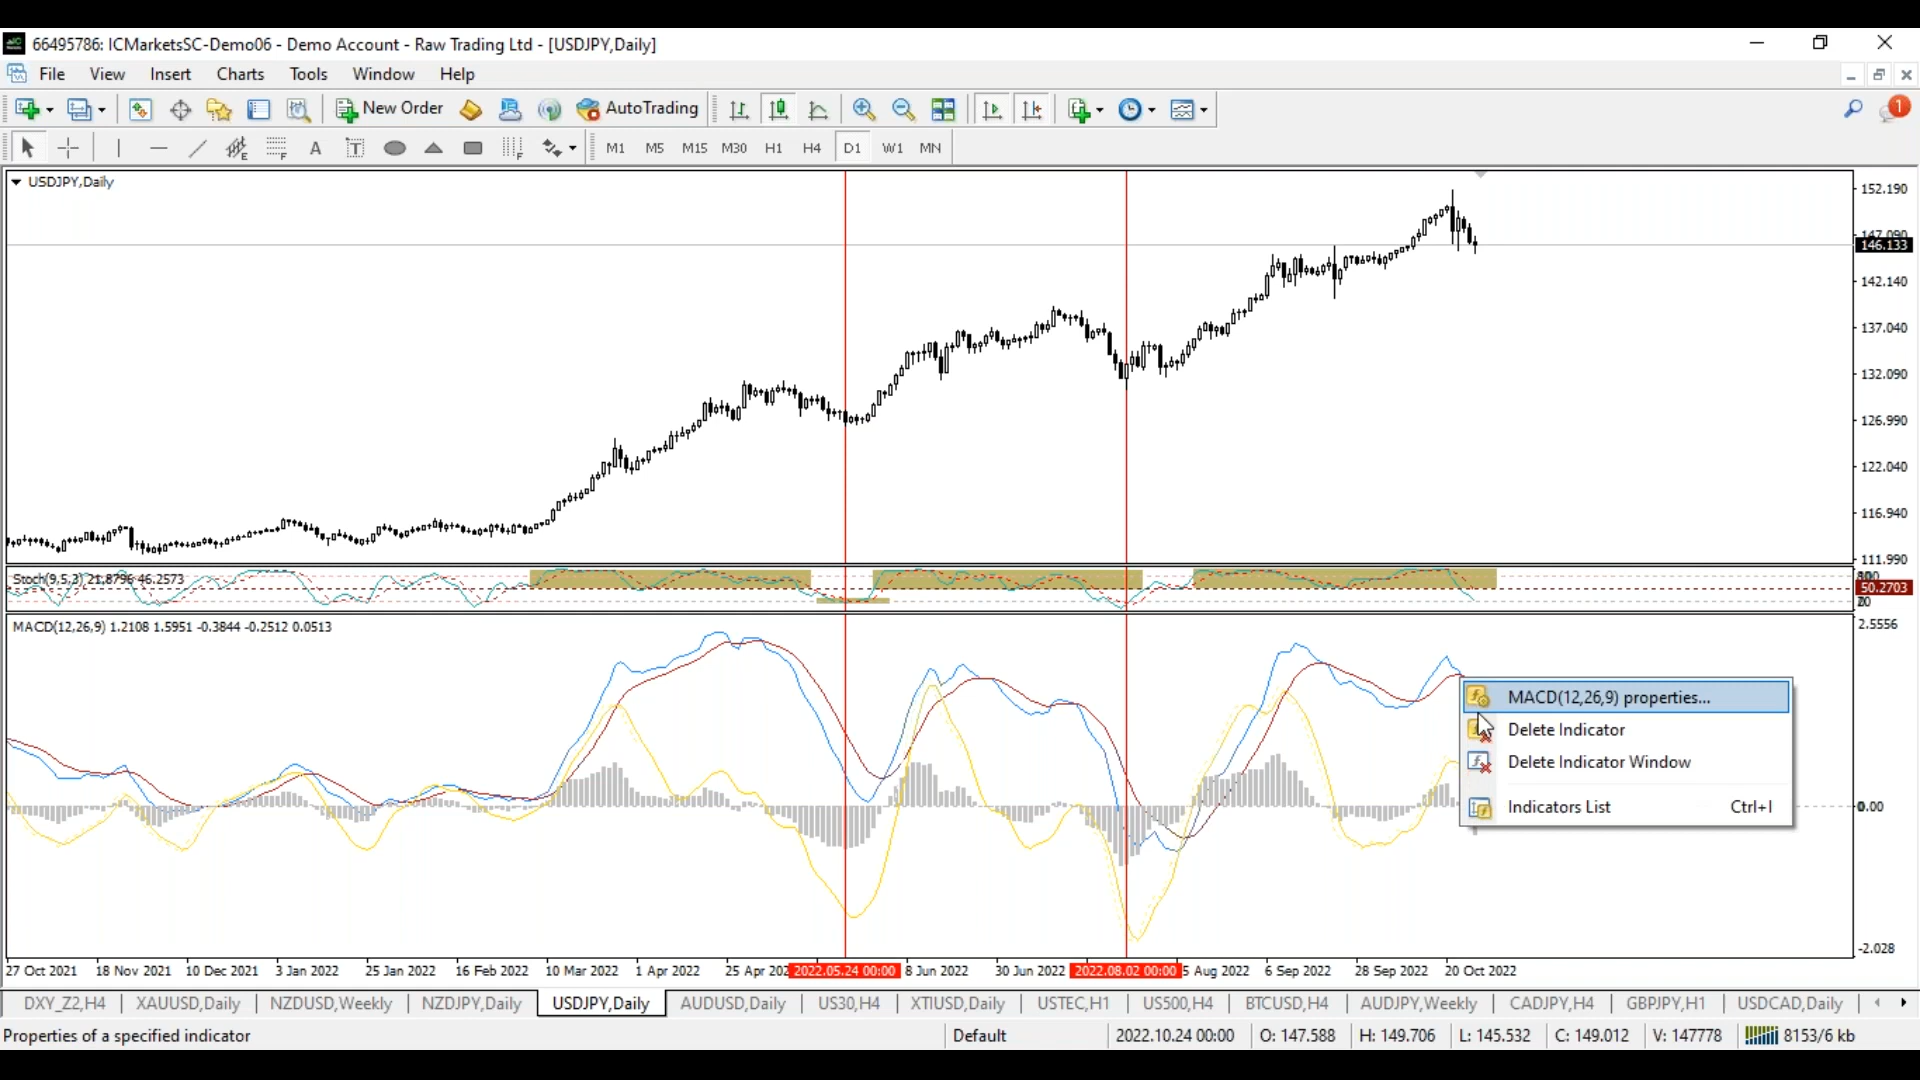 66495786: ICMarketsSC-Demo06 - Demo Account - Raw Trading Ltd - [USDJPY,Daily]
File View Insert Charts Tools Window Help
New Order AutoTrading 1
A T M1 M5 M15 M30 H1 H4 D1 W1 MN
USDJPY,Daily
152.190
147.090
146.133
142.140
137.040
132.090
126.990
122.040
116.940
111.990
Stoch(9,5,3) 21.8796 46.2573
50.2703
20
MACD(12,26,9) 1.2108 1.5951 -0.3844 -0.2512 0.0513
2.5556
MACD(12,26,9) properties...
Delete Indicator
Delete Indicator Window
Indicators List Ctrl+I
0.00
-2.028
27 Oct 2021 18 Nov 2021 10 Dec 2021 3 Jan 2022 25 Jan 2022 16 Feb 2022 10 Mar 2022 1 Apr 2022 25 Apr 202 2022.05.24 00:00 8 Jun 2022 30 Jun 2022 2022.08.02 00:00 5 Aug 2022 6 Sep 2022 28 Sep 2022 20 Oct 2022
DXY_Z2,H4 XAUUSD,Daily NZDUSD,Weekly NZDJPY,Daily USDJPY,Daily AUDUSD,Daily US30,H4 XTIUSD,Daily USTEC,H1 US500,H4 BTCUSD,H4 AUDJPY,Weekly CADJPY,H4 GBPJPY,H1 USDCAD,Daily
Properties of a specified indicator Default 2022.10.24 00:00 O: 147.588 H: 149.706 L: 145.532 C: 149.012 V: 147778 8153/6 kb